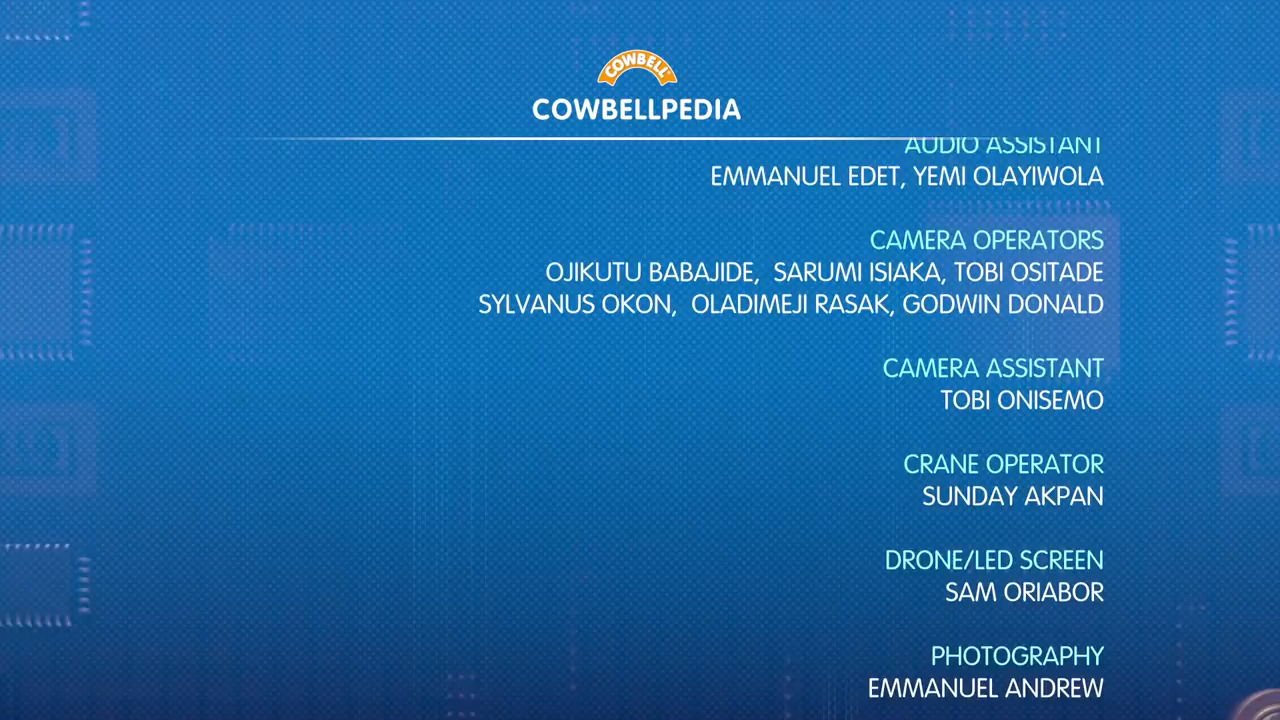 COWBELL
COWBELLPEDIA
AUDIO ASSISTANT
EMMANUEL EDET, YEMI OLAYIWOLA
CAMERA OPERATORS
OJIKUTU BABAJIDE, SARUMI ISIAKA, TOBI OSITADE
SYLVANUS OKON, OLADIMEJI RASAK, GODWIN DONALD
CAMERA ASSISTANT
TOBI ONISEMO
CRANE OPERATOR
SUNDAY AKPAN
DRONE/LED SCREEN
SAM ORIABOR
PHOTOGRAPHY
EMMANUEL ANDREW